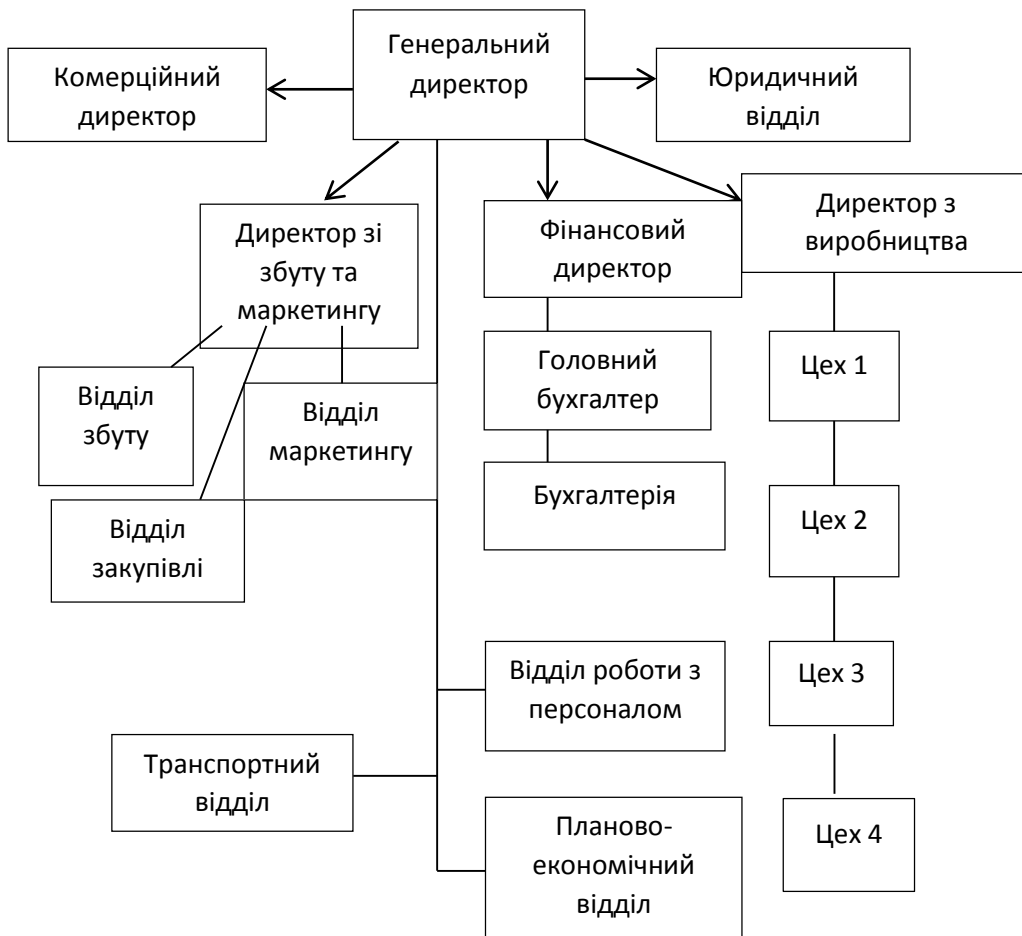 Генеральний
директор
Комерційний
директор
Юридичний
відділ
Директор зі
збуту та
маркетингу
Фінансовий
директор
Директор з
виробництва
Відділ
збуту
Відділ
маркетингу
Головний
бухгалтер
Цех 1
Відділ
закупівлі
Бухгалтерія
Цех 2
Відділ роботи з
персоналом
Цех 3
Транспортний
відділ
Планово-
економічний
відділ
Цех 4